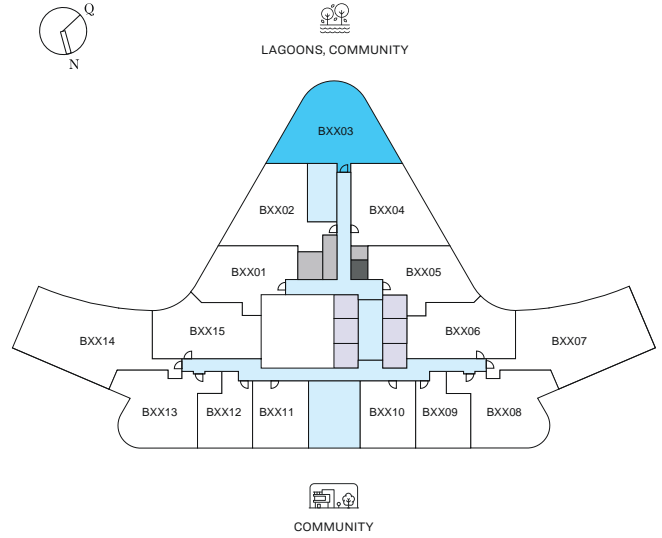 Q
N
LAGOONS, COMMUNITY
BXX03
BXX02
BXX04
BXX01
BXX05
BXX14
BXX15
BXX06
BXX07
BXX13
BXX12
BXX11
BXX10
BXX09
BXX08
COMMUNITY